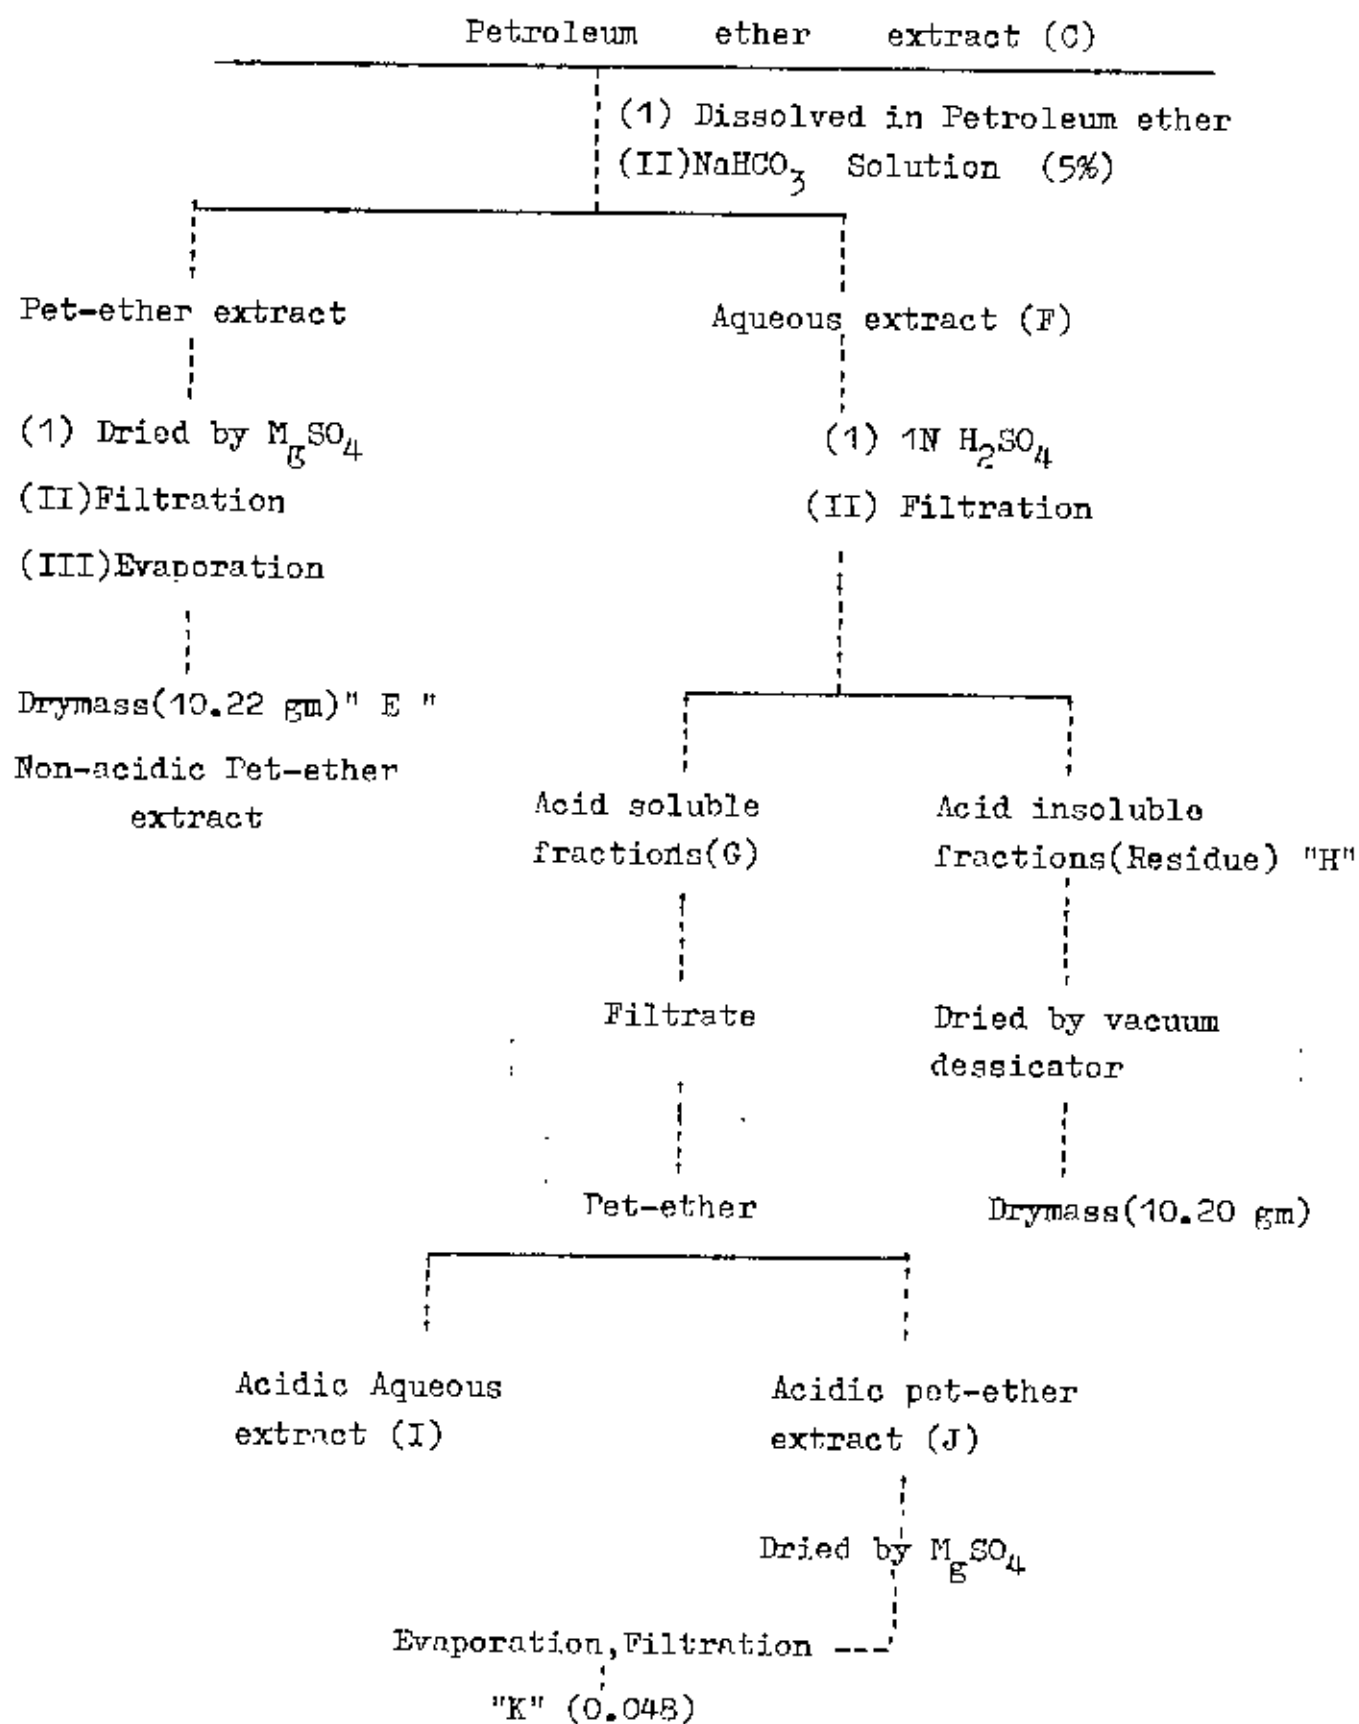 Petroleum ether extract (C)
(1) Dissolved in Petroleum ether
(II)NaHCO3 Solution (5%)
Pet-ether extract
Aqueous extract (F)
(1) Dried by MgSO4
(II)Filtration
(III)Evaporation
(1) 1N H2SO4
(II) Filtration
Drymass(10.22 gm)" E "
Non-acidic Pet-ether
extract
Acid soluble
fractions(G)
Acid insoluble
fractions(Residue) "H"
Filtrate
Dried by vacuum
dessicator
Pet-ether
Drymass(10.20 gm)
Acidic Aqueous
extract (I)
Acidic pet-ether
extract (J)
Dried by MgSO4
Evaporation,Filtration
"K" (0.048)